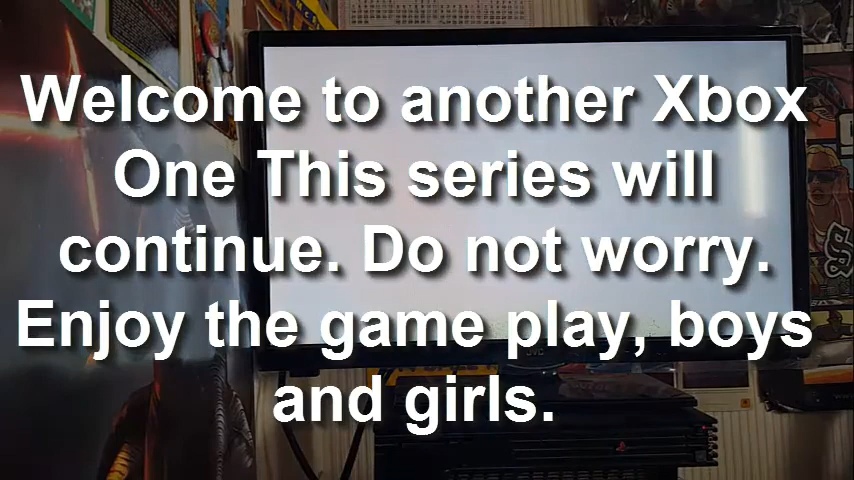 Welcome to another Xbox
One This series will
continue. Do not worry.
Enjoy the game play, boys
and girls.
JVC